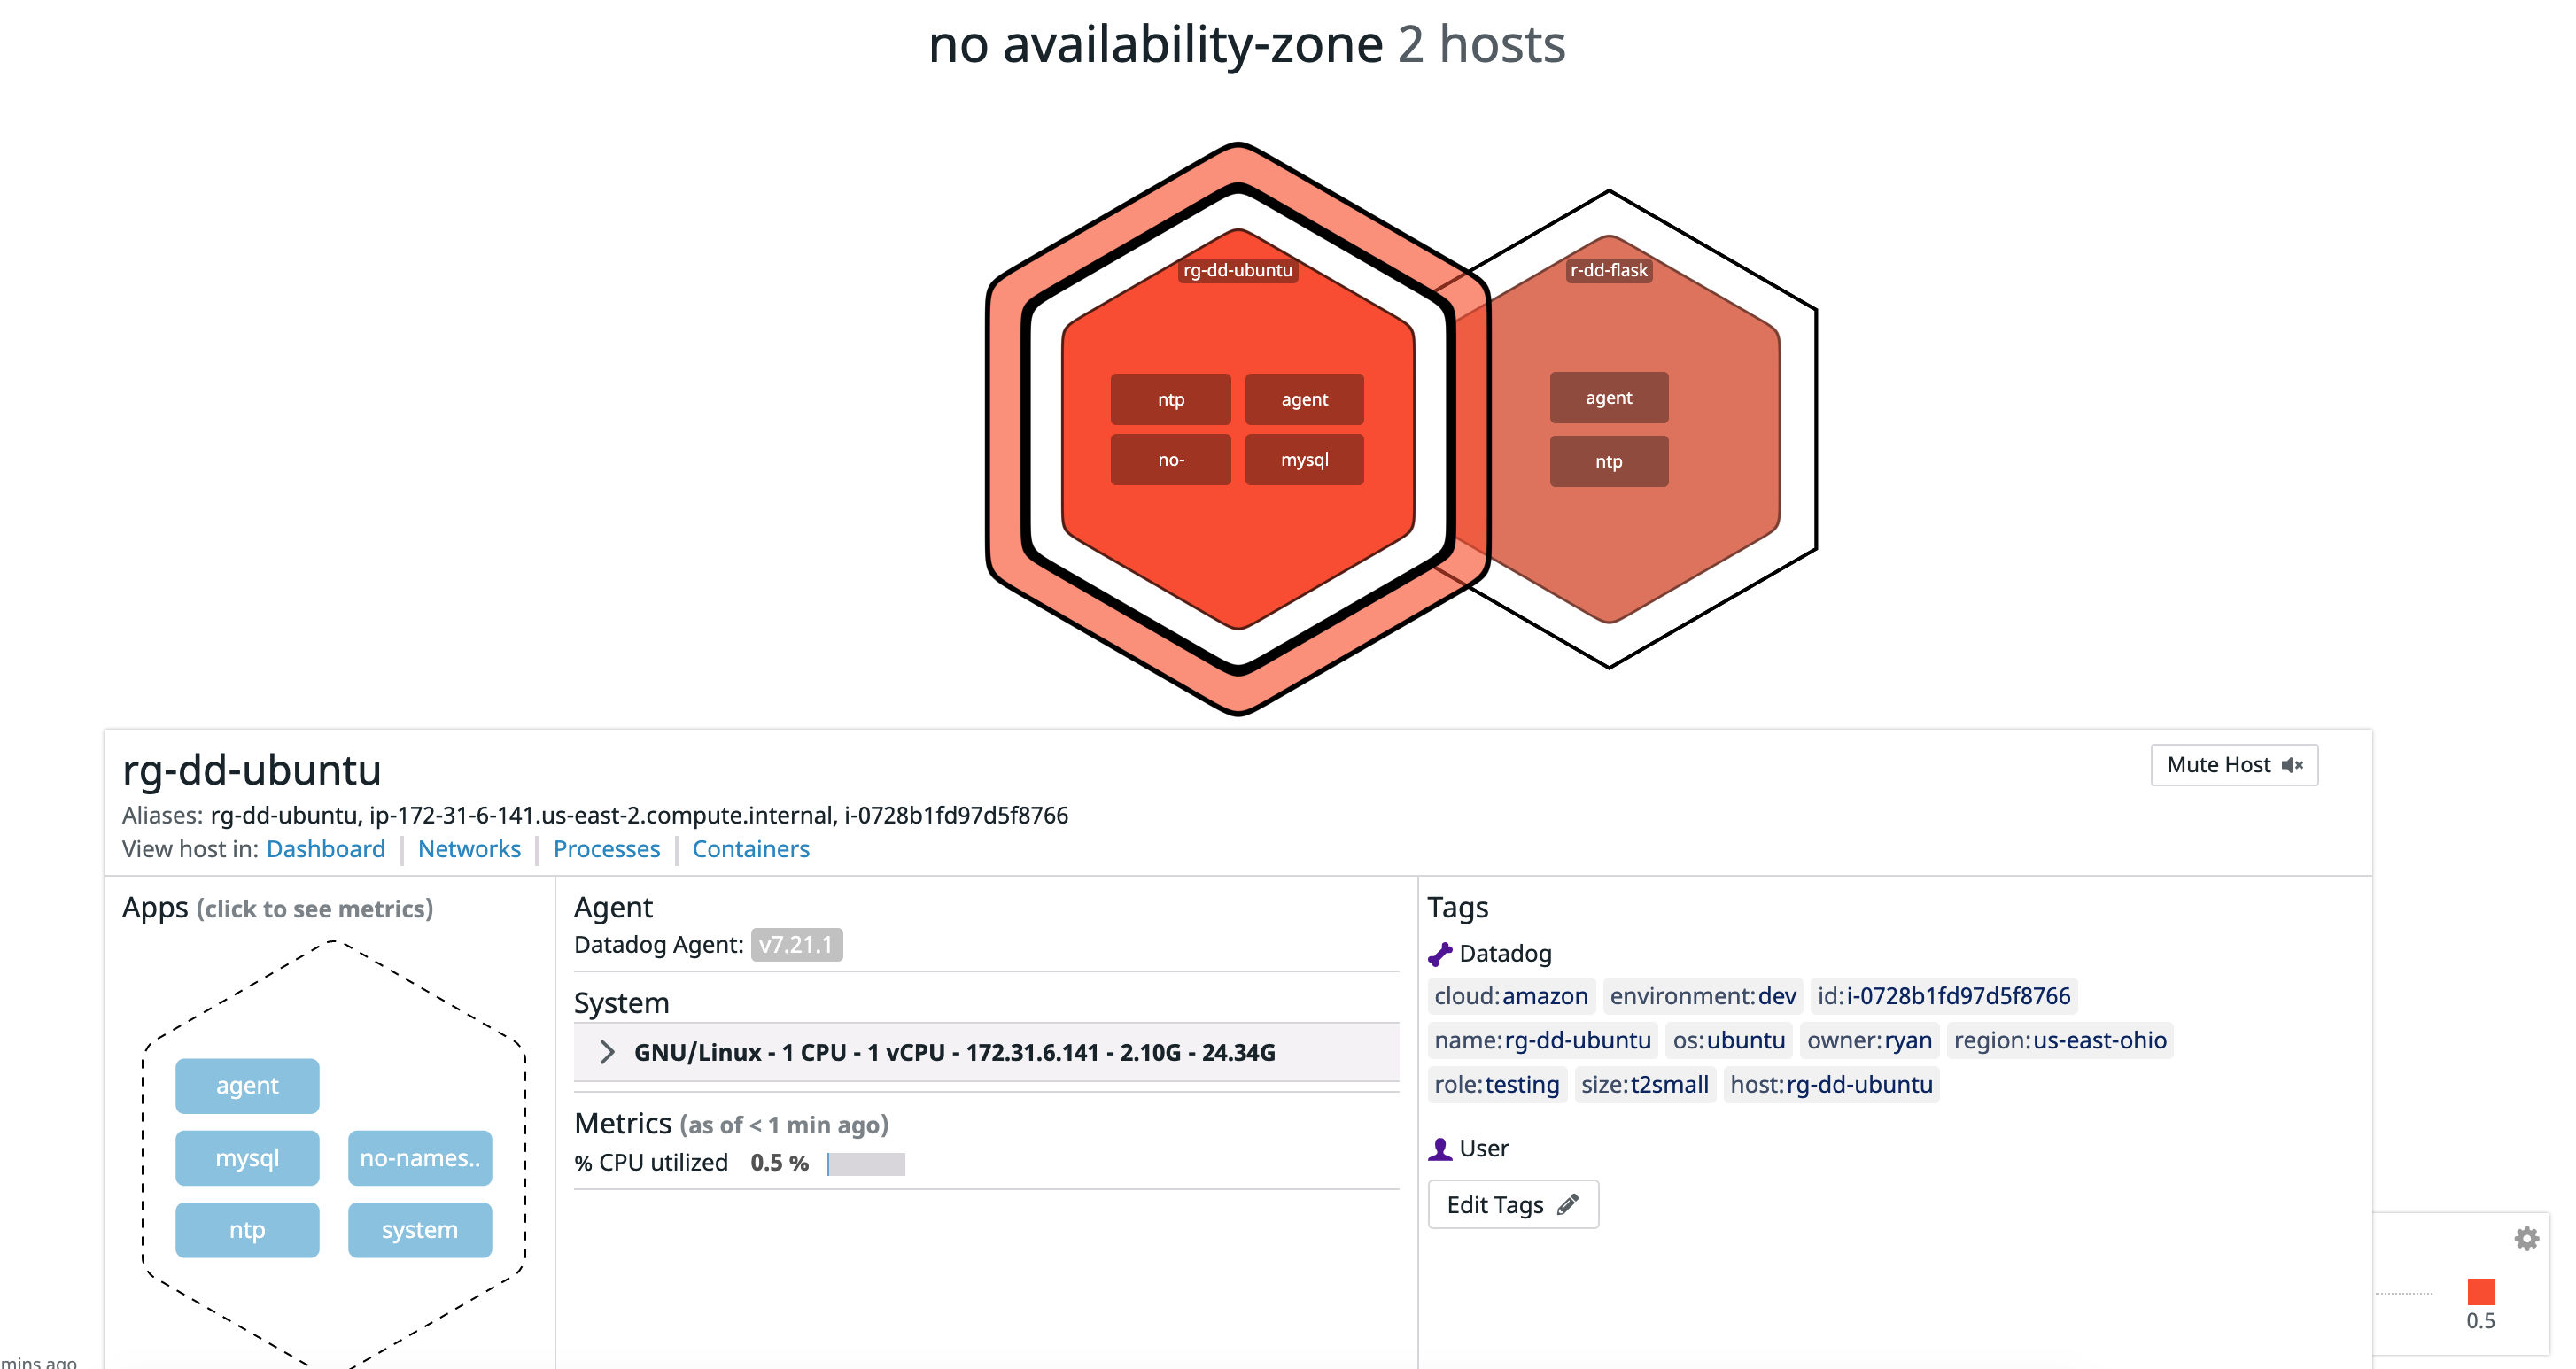 no availability-zone 2 hosts
rg-dd-ubuntu
r-dd-flask
ntp agent
no- mysql
agent
ntp
rg-dd-ubuntu
Mute Host
Aliases: rg-dd-ubuntu, ip-172-31-6-141.us-east-2.compute.internal, i-0728b1fd97d5f8766
View host in: Dashboard | Networks | Processes | Containers
Apps (click to see metrics)
agent
mysql no-names..
ntp system
Agent
Datadog Agent: v7.21.1
System
GNU/Linux - 1 CPU - 1 vCPU - 172.31.6.141 - 2.10G - 24.34G
Metrics (as of < 1 min ago)
% CPU utilized 0.5 %
Tags
Datadog
cloud:amazon environment:dev id:i-0728b1fd97d5f8766
name:rg-dd-ubuntu os:ubuntu owner:ryan region:us-east-ohio
role:testing size:t2small host:rg-dd-ubuntu
User
Edit Tags
0.5
mins ago